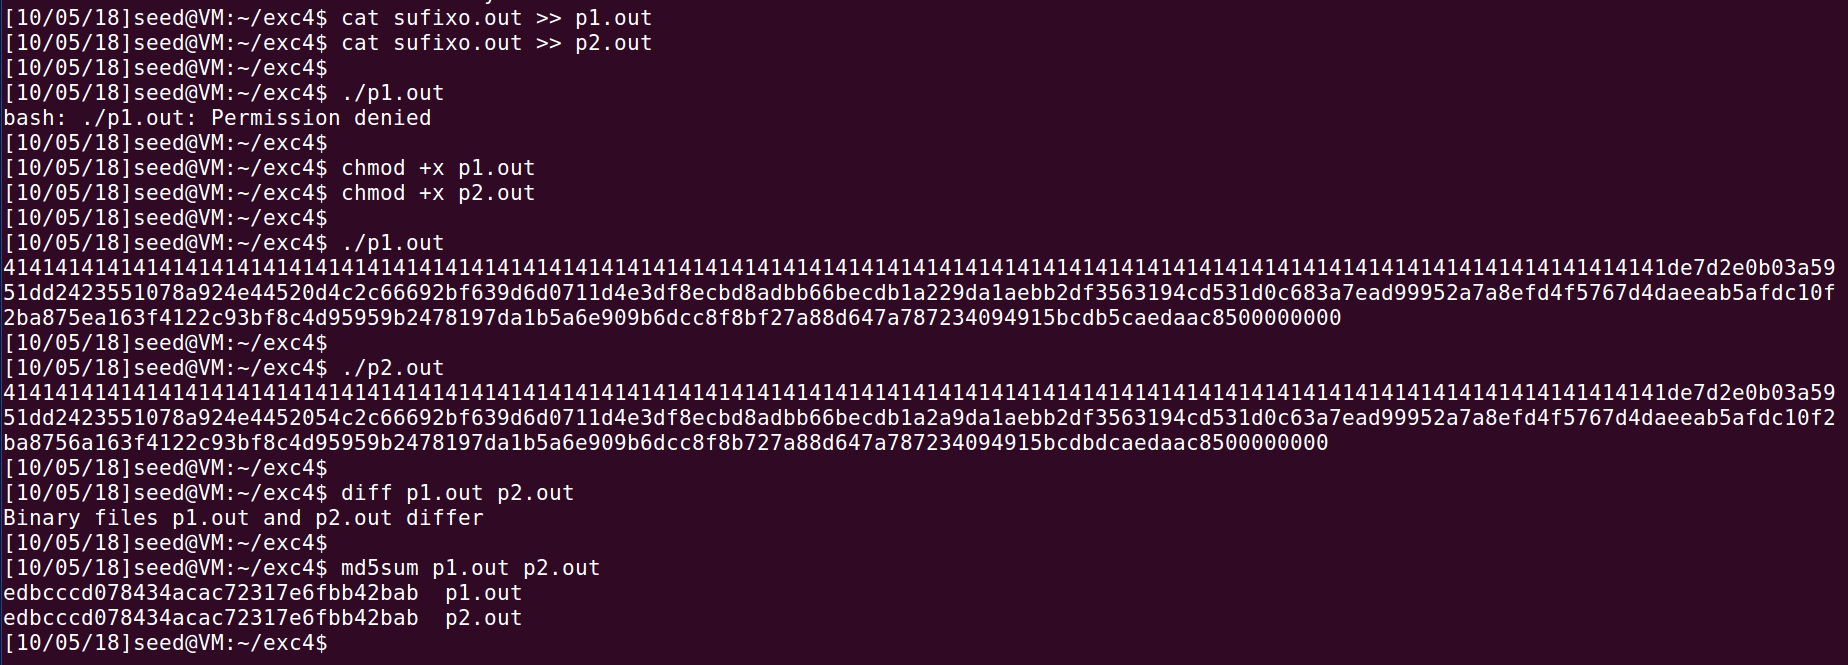 [10/05/18]seed@VM:~/exc4$ cat sufixo.out >> p1.out
[10/05/18]seed@VM:~/exc4$ cat sufixo.out >> p2.out
[10/05/18]seed@VM:~/exc4$
[10/05/18]seed@VM:~/exc4$ ./p1.out
bash: ./p1.out: Permission denied
[10/05/18]seed@VM:~/exc4$
[10/05/18]seed@VM:~/exc4$ chmod +x p1.out
[10/05/18]seed@VM:~/exc4$ chmod +x p2.out
[10/05/18]seed@VM:~/exc4$
[10/05/18]seed@VM:~/exc4$ ./p1.out
41414141414141414141414141414141414141414141414141414141414141414141414141414141414141414141414141414141414141414141414141414141de7d2e0b03a59
51dd2423551078a924e44520d4c2c66692bf639d6d0711d4e3df8ecbd8adbb66becdb1a229da1aebb2df3563194cd531d0c683a7ead99952a7a8efd4f5767d4daeeab5afdc10f
2ba875ea163f4122c93bf8c4d95959b2478197da1b5a6e909b6dcc8f8bf27a88d647a787234094915bcdb5caedaac8500000000
[10/05/18]seed@VM:~/exc4$
[10/05/18]seed@VM:~/exc4$ ./p2.out
41414141414141414141414141414141414141414141414141414141414141414141414141414141414141414141414141414141414141414141414141414141de7d2e0b03a59
51dd2423551078a924e4452054c2c66692bf639d6d0711d4e3df8ecbd8adbb66becdb1a2a9da1aebb2df3563194cd531d0c63a7ead99952a7a8efd4f5767d4daeeab5afdc10f2
ba8756a163f4122c93bf8c4d95959b2478197da1b5a6e909b6dcc8f8b727a88d647a787234094915bcdbdcaedaac8500000000
[10/05/18]seed@VM:~/exc4$
[10/05/18]seed@VM:~/exc4$ diff p1.out p2.out
Binary files p1.out and p2.out differ
[10/05/18]seed@VM:~/exc4$
[10/05/18]seed@VM:~/exc4$ md5sum p1.out p2.out
edbcccd078434acac72317e6fbb42bab  p1.out
edbcccd078434acac72317e6fbb42bab  p2.out
[10/05/18]seed@VM:~/exc4$